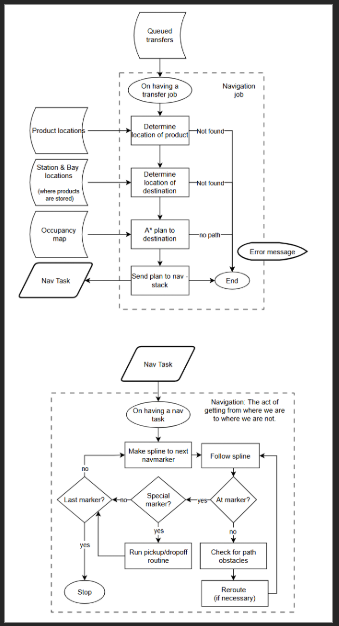 Queued
transfers
On having a
transfer job
Navigation
job
Product locations
Determine
location of product
Not found
Station & Bay
locations
(where products
are stored)
Determine
location of
destination
Not found
Occupancy
map
A* plan to
destination
no path
Error message
Nav Task
Send plan to nav -
stack
End
Nav Task
On having a nav
task
Navigation: The act of
getting from where we are
to where we are not.
Make spline to next
navmarker
Follow spline
no
Last marker?
no
Special
marker?
yes
At marker?
yes
yes
no
Run pickup/dropoff
routine
Check for path
obstacles
Stop
Reroute
(if necessary)